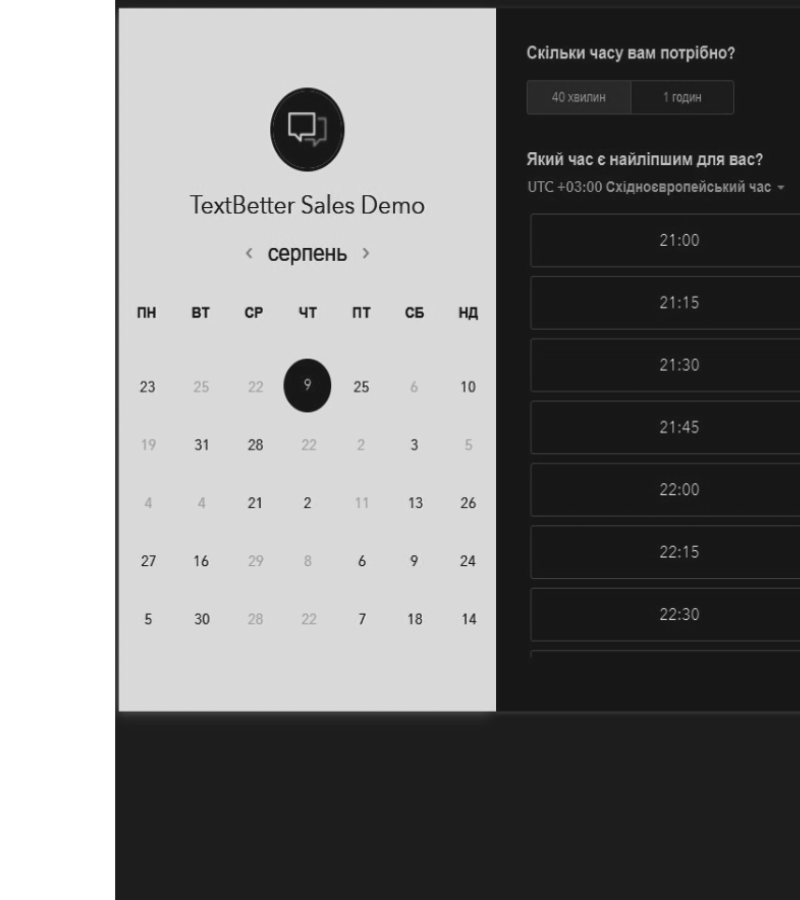 TextBetter Sales Demo
серпень
ПН ВТ СР ЧТ ПТ СБ НД
23 25 22 9 25 6 10
19 31 28 22 2 3 5
4 4 21 2 11 13 26
27 16 29 8 6 9 24
5 30 28 22 7 18 14
Скільки часу вам потрібно?
40 хвилин 1 годин
Який час є найліпшим для вас?
UTC +03:00 Східноєвропейський час
21:00
21:15
21:30
21:45
22:00
22:15
22:30